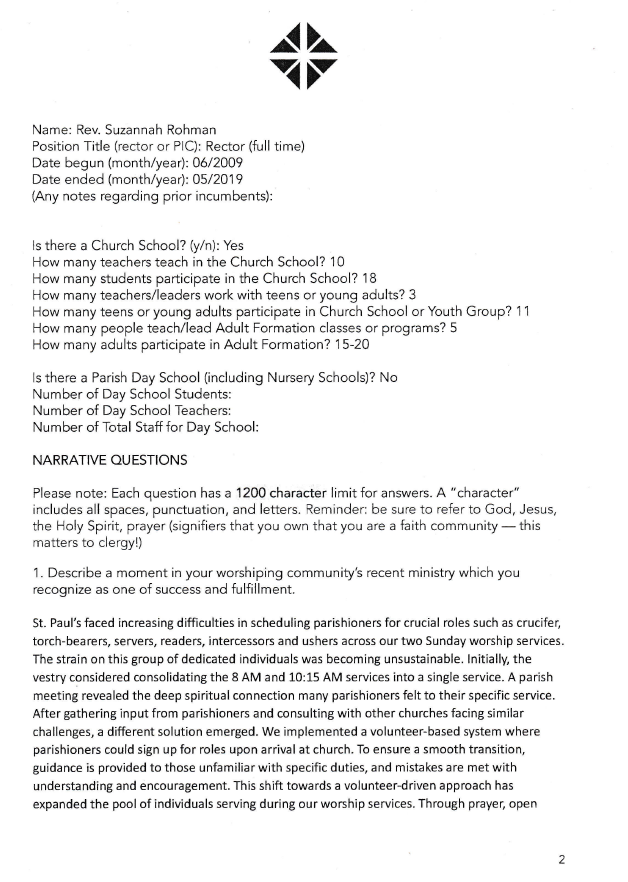 Name: Rev. Suzannah Rohman
Position Title (rector or PIC): Rector (full time)
Date begun (month/year): 06/2009
Date ended (month/year): 05/2019
(Any notes regarding prior incumbents):
Is there a Church School? (y/n): Yes
How many teachers teach in the Church School? 10
How many students participate in the Church School? 18
How many teachers/leaders work with teens or young adults? 3
How many teens or young adults participate in Church School or Youth Group? 11
How many people teach/lead Adult Formation classes or programs? 5
How many adults participate in Adult Formation? 15-20
Is there a Parish Day School (including Nursery Schools)? No
Number of Day School Students:
Number of Day School Teachers:
Number of Total Staff for Day School:
NARRATIVE QUESTIONS
Please note: Each question has a 1200 character limit for answers. A “character”
includes all spaces, punctuation, and letters. Reminder: be sure to refer to God, Jesus,
the Holy Spirit, prayer (signifiers that you own that you are a faith community — this
matters to clergy!)
1. Describe a moment in your worshiping community’s recent ministry which you
recognize as one of success and fulfillment.
St. Paul’s faced increasing difficulties in scheduling parishioners for crucial roles such as crucifer,
torch-bearers, servers, readers, intercessors and ushers across our two Sunday worship services.
The strain on this group of dedicated individuals was becoming unsustainable. Initially, the
vestry considered consolidating the 8 AM and 10:15 AM services into a single service. A parish
meeting revealed the deep spiritual connection many parishioners felt to their specific service.
After gathering input from parishioners and consulting with other churches facing similar
challenges, a different solution emerged. We implemented a volunteer-based system where
parishioners could sign up for roles upon arrival at church. To ensure a smooth transition,
guidance is provided to those unfamiliar with specific duties, and mistakes are met with
understanding and encouragement. This shift towards a volunteer-driven approach has
expanded the pool of individuals serving during our worship services. Through prayer, open
2